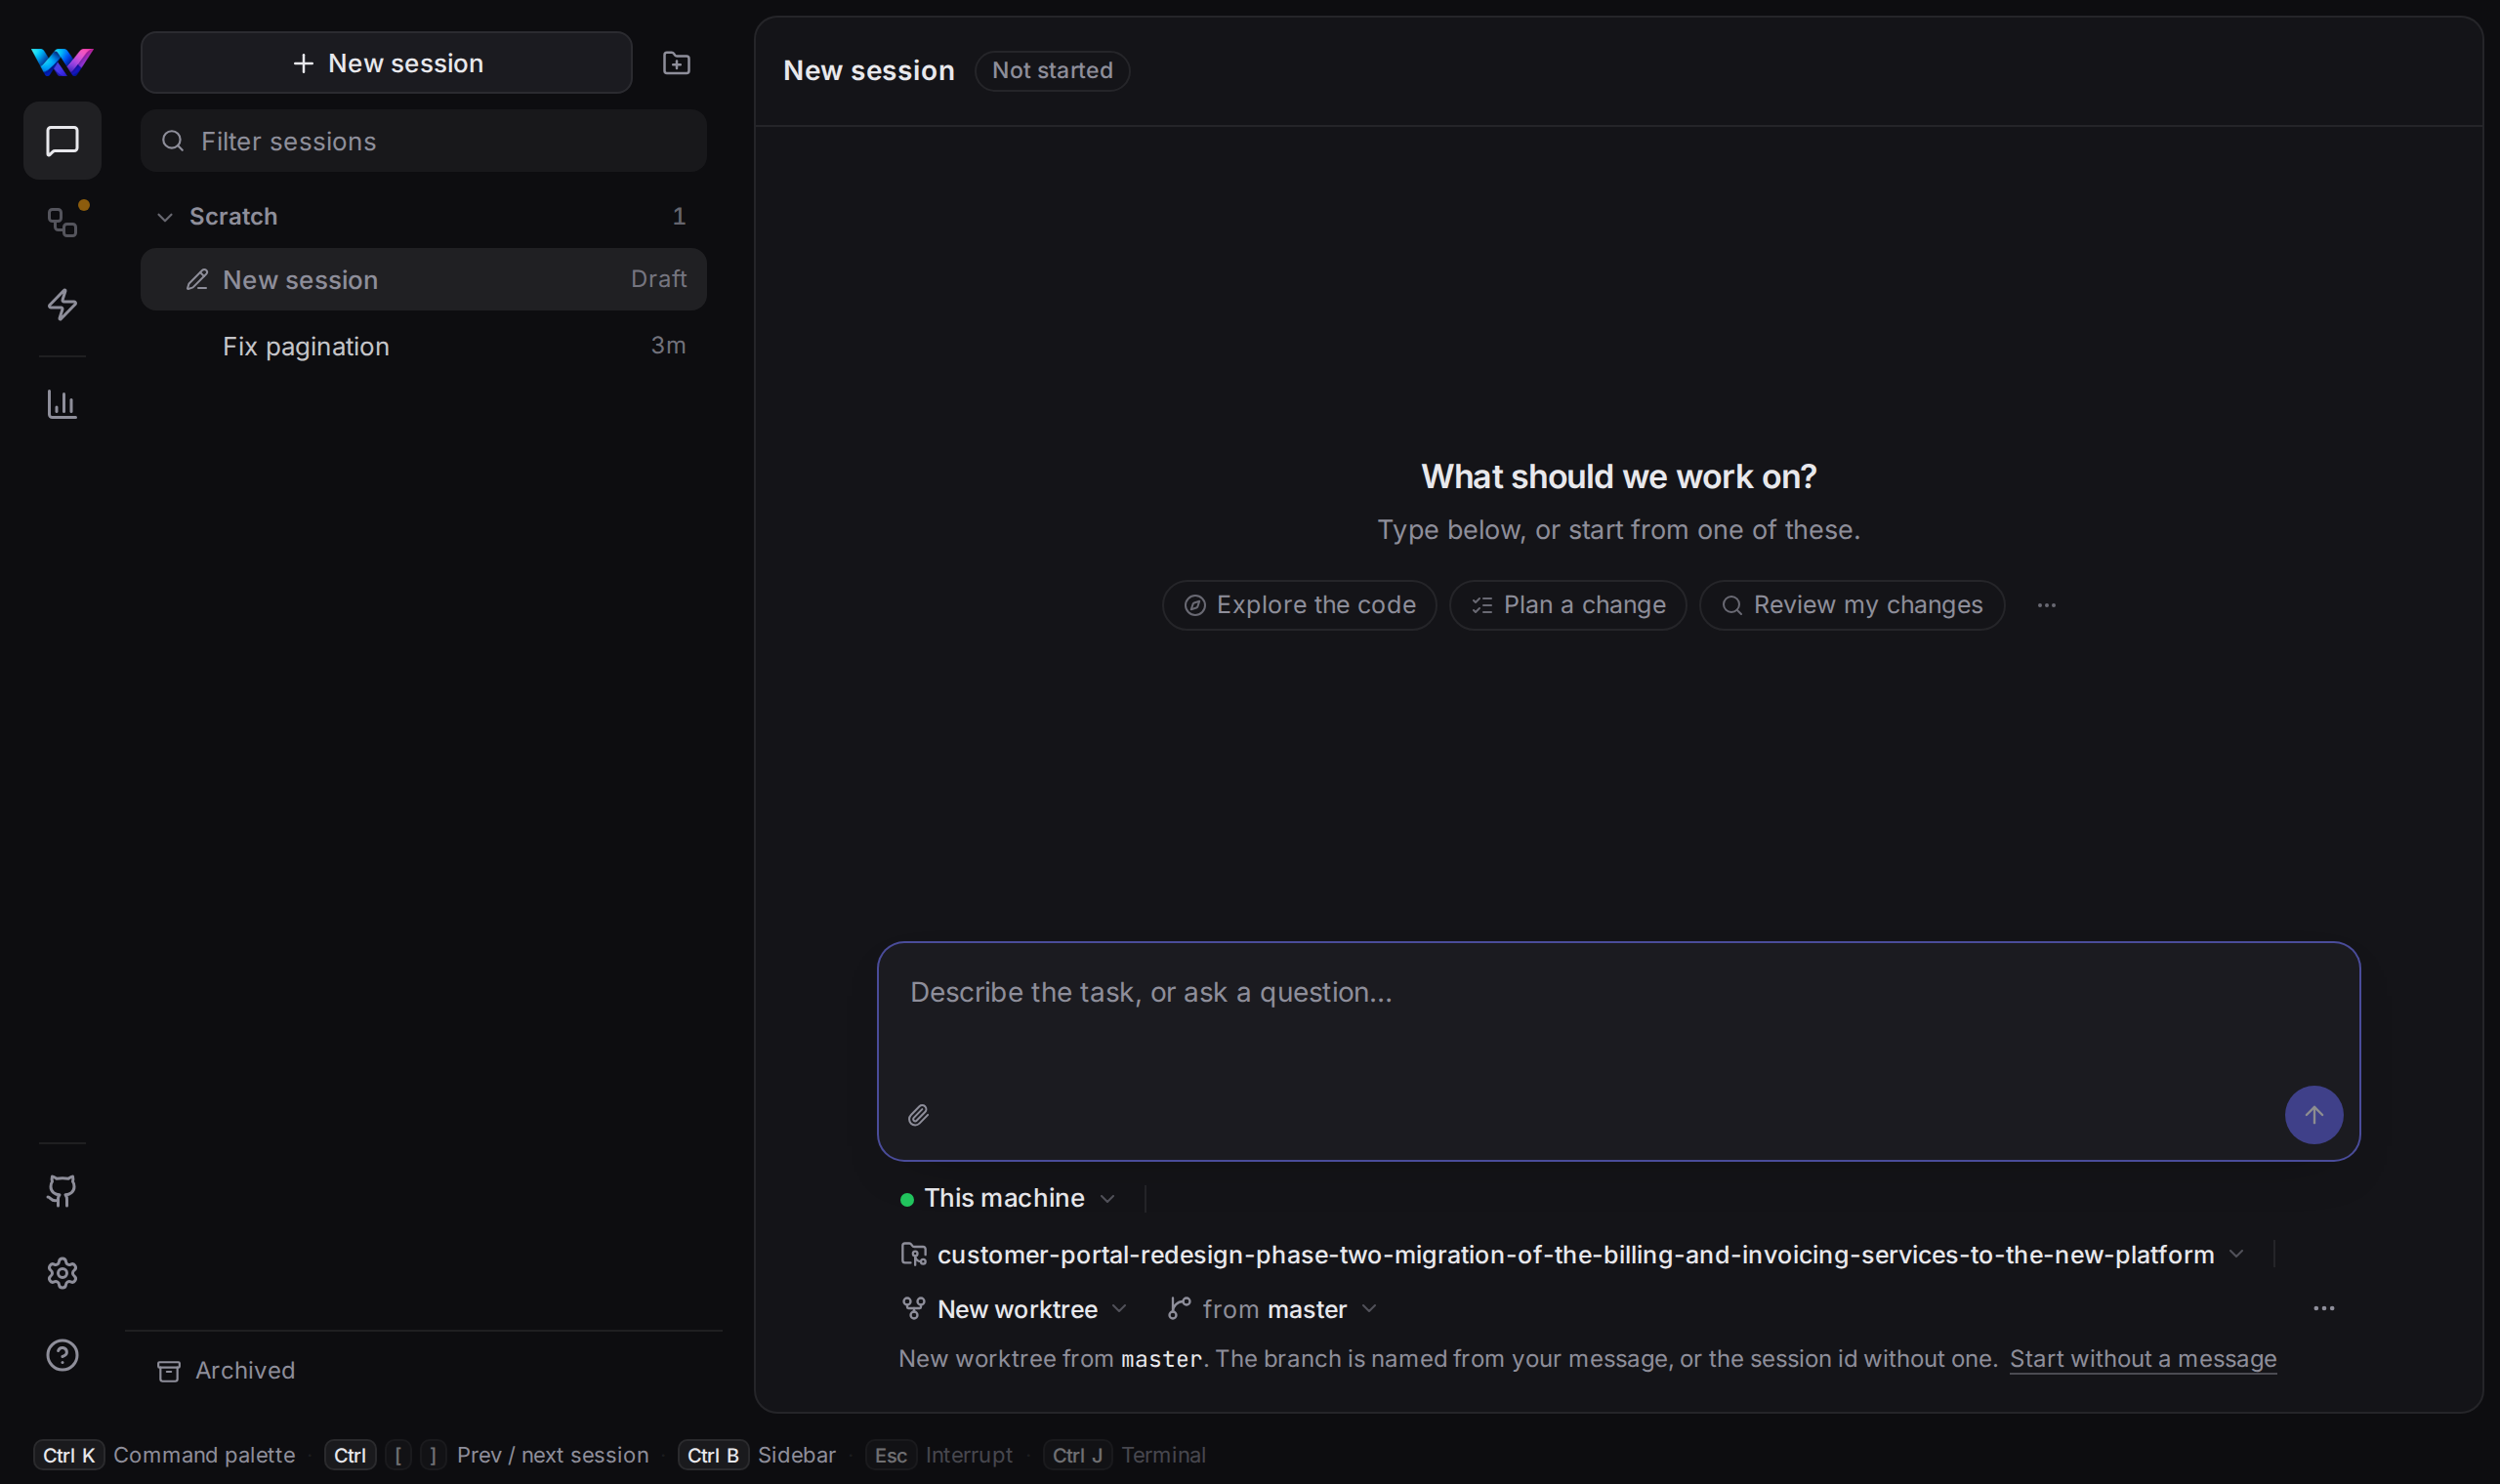 New session
Filter sessions
Scratch 1
New session Draft
Fix pagination 3m
Archived
New session Not started
What should we work on?
Type below, or start from one of these.
Explore the code Plan a change Review my changes
Describe the task, or ask a question...
This machine
customer-portal-redesign-phase-two-migration-of-the-billing-and-invoicing-services-to-the-new-platform
New worktree from master
New worktree from master. The branch is named from your message, or the session id without one. Start without a message
Ctrl K Command palette · Ctrl [ ] Prev / next session · Ctrl B Sidebar · Esc Interrupt · Ctrl J Terminal